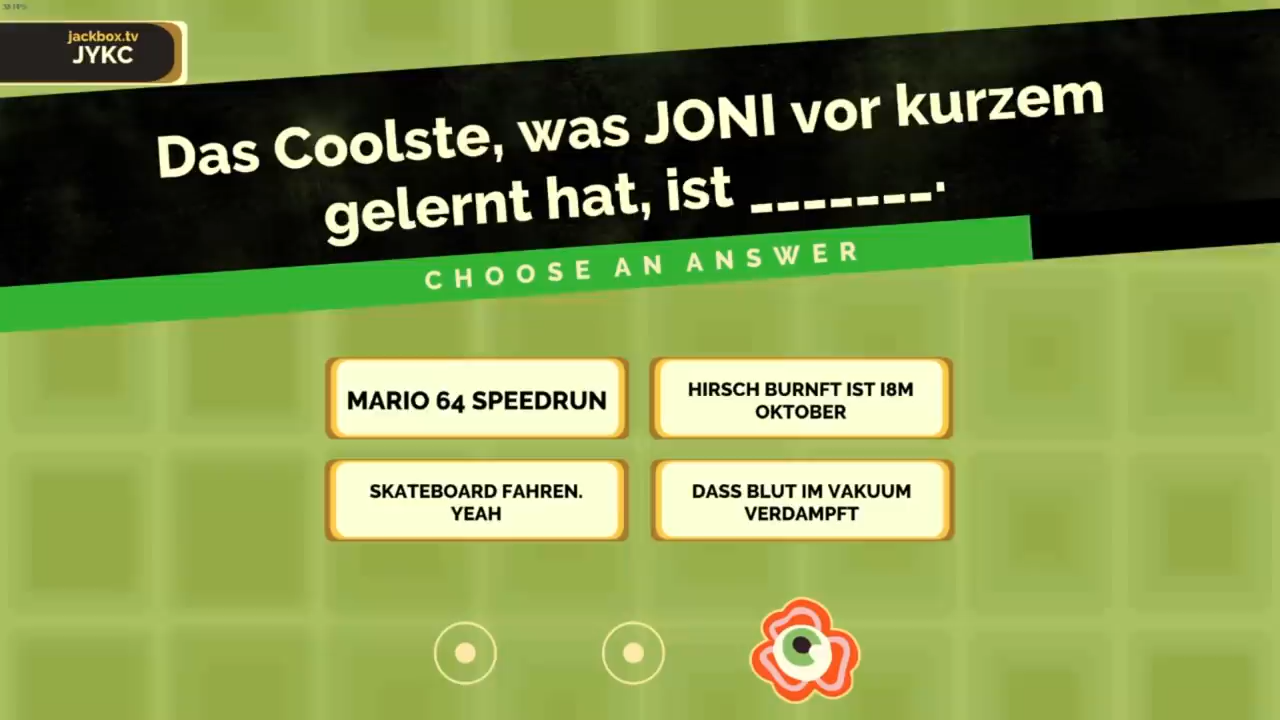 jackbox.tv
JYKC
Das Coolste, was JONI vor kurzem
gelernt hat, ist _______.
CHOOSE AN ANSWER
MARIO 64 SPEEDRUN
HIRSCH BURNFT IST I8M
OKTOBER
SKATEBOARD FAHREN.
YEAH
DASS BLUT IM VAKUUM
VERDAMPFT